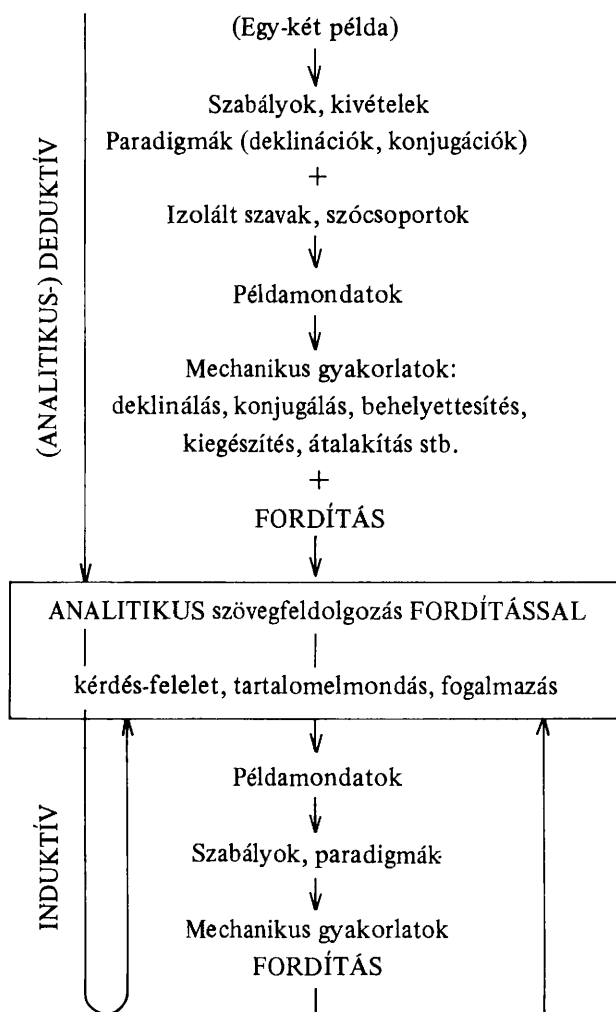 (Egy-két példa)
Szabályok, kivételek
Paradigmák (deklinációk, konjugációk)
+
Izolált szavak, szócsoportok
Példamondatok
Mechanikus gyakorlatok:
deklinálás, konjugálás, behelyettesítés,
kiegészítés, átalakítás stb.
+
FORDÍTÁS
(ANALITIKUS-) DEDUKTÍV
ANALITIKUS szövegfeldolgozás FORDÍTÁSSAL
kérdés-felelet, tartalomelmondás, fogalmazás
Példamondatok
Szabályok, paradigmák
Mechanikus gyakorlatok
FORDÍTÁS
INDUKTÍV